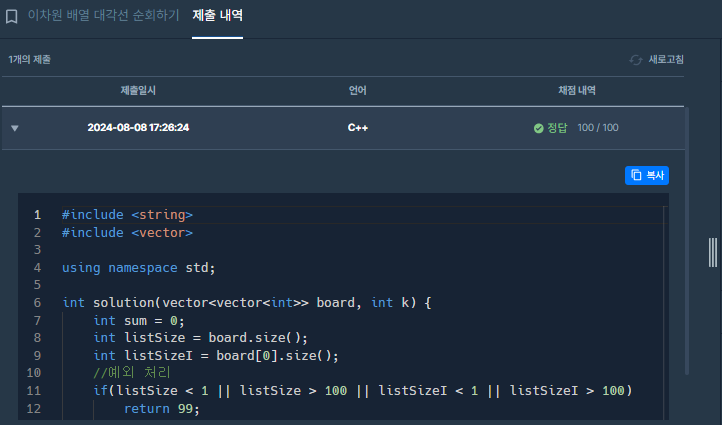 이차원 배열 대각선 순회하기 제출 내역
1개의 제출 새로고침
제출일시 언어 채점 내역
2024-08-08 17:26:24 C++ 정답 100 / 100
복사
1 #include <string>
2 #include <vector>
3
4 using namespace std;
5
6 int solution(vector<vector<int>> board, int k) {
7 int sum = 0;
8 int listSize = board.size();
9 int listSizeI = board[0].size();
10 //예외 처리
11 if(listSize < 1 || listSize > 100 || listSizeI < 1 || listSizeI > 100)
12 return 99;